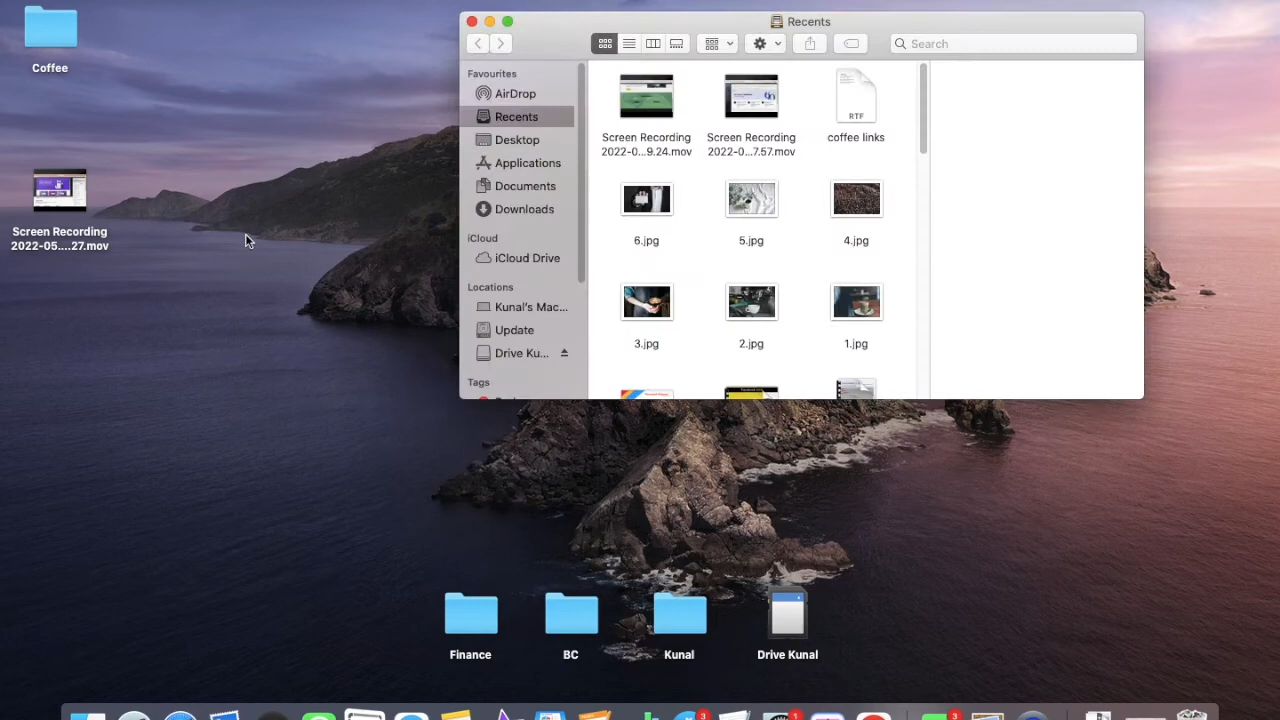 Coffee
Screen Recording
2022-05....27.mov
Recents
Search
Favourites
AirDrop
Recents
Desktop
Applications
Documents
Downloads
iCloud
iCloud Drive
Locations
Kunal's Mac...
Update
Drive Ku...
Tags
Screen Recording
2022-0...9.24.mov
Screen Recording
2022-0...7.57.mov
RTF
coffee links
6.jpg
5.jpg
4.jpg
3.jpg
2.jpg
1.jpg
Finance
BC
Kunal
Drive Kunal
3
1
3